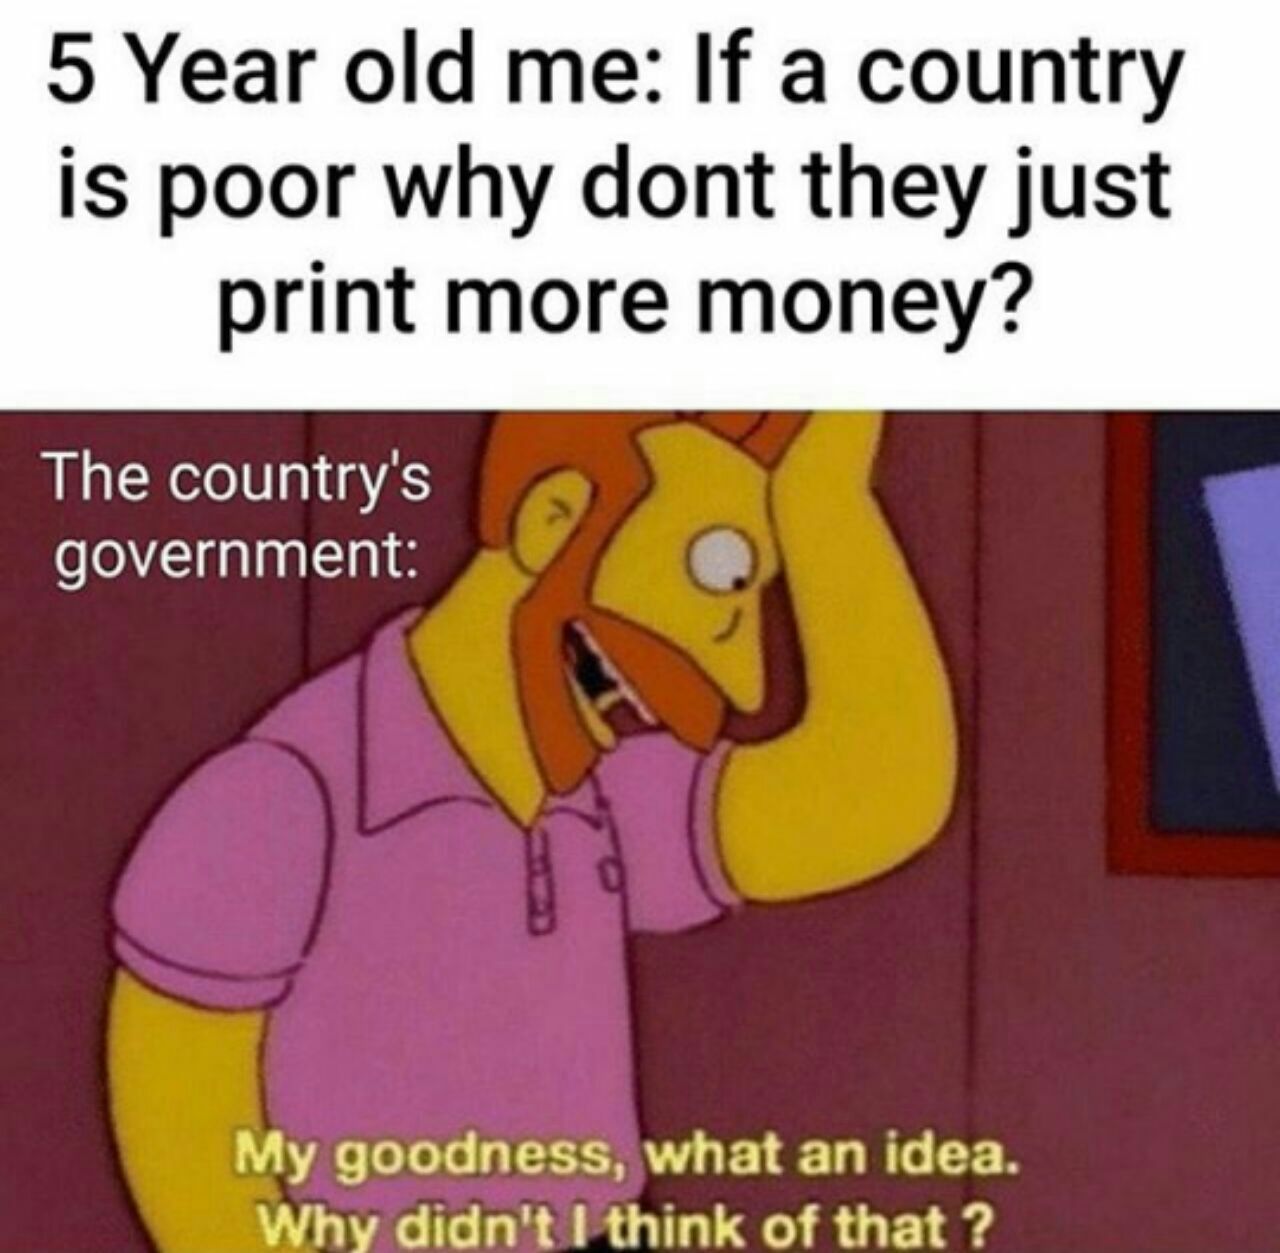 5 Year old me: If a country
is poor why dont they just
print more money?
The country's
government:
My goodness, what an idea.
Why didn't I think of that ?